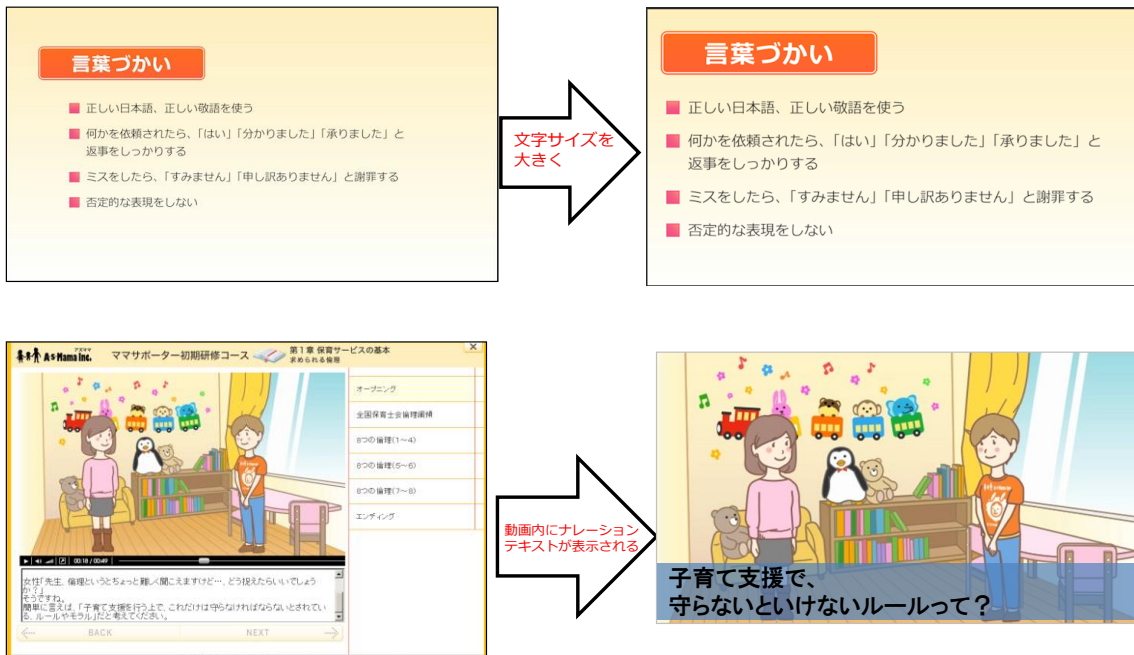 言葉づかい
正しい日本語、正しい敬語を使う
何かを依頼されたら、「はい」「分かりました」「承りました」と
返事をしっかりする
ミスをしたら、「すみません」「申し訳ありません」と謝罪する
否定的な表現をしない
文字サイズを
大きく
言葉づかい
正しい日本語、正しい敬語を使う
何かを依頼されたら、「はい」「分かりました」「承りました」と
返事をしっかりする
ミスをしたら、「すみません」「申し訳ありません」と謝罪する
否定的な表現をしない
アズママ
AsMama Inc.
ママサポーター初期研修コース
第1章 保育サービスの基本
求められる倫理
オープニング
全国保育士会倫理綱領
8つの倫理(1～4)
8つの倫理(5～6)
8つの倫理(7～8)
エンディング
00:18 / 00:49
女性「先生、倫理というとちょっと難しく聞こえますけど…、どう捉えたらいいでしょう
か？」
そうですね。
簡単に言えば、「子育て支援を行う上で、これだけは守らなければならないとされてい
る、ルールやモラル」だと考えてください。
BACK
NEXT
動画内にナレーション
テキストが表示される
子育て支援で、
守らないといけないルールって？